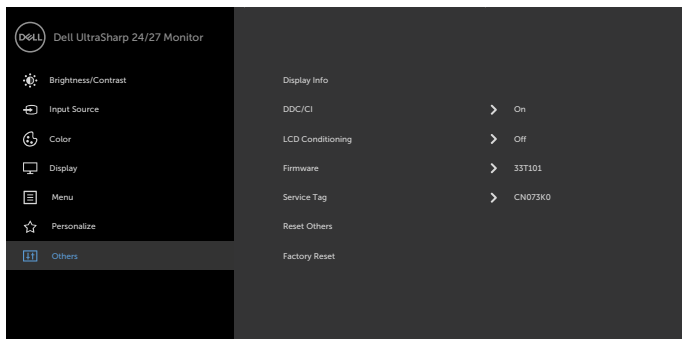 DELL Dell UltraSharp 24/27 Monitor
Brightness/Contrast Display Info
Input Source DDC/CI On
Color LCD Conditioning Off
Display Firmware 33T101
Menu Service Tag CN073K0
Personalize Reset Others
Others Factory Reset